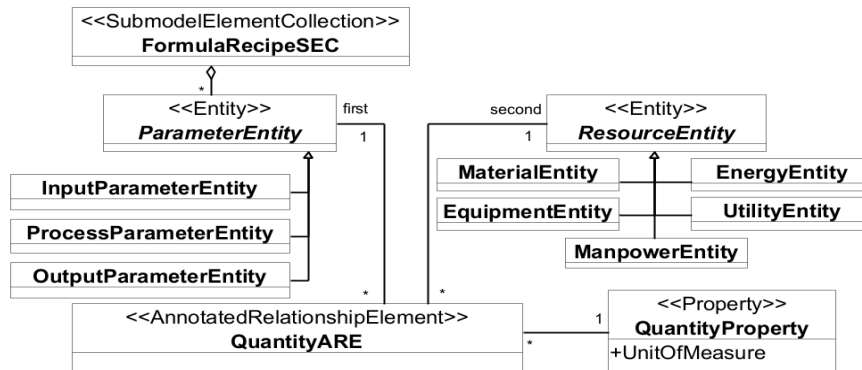 <<SubmodelElementCollection>>
FormulaRecipeSEC
*
<<Entity>>
ParameterEntity
first
1
second
1
<<Entity>>
ResourceEntity
InputParameterEntity
ProcessParameterEntity
OutputParameterEntity
MaterialEntity
EnergyEntity
EquipmentEntity
UtilityEntity
ManpowerEntity
*
*
<<AnnotatedRelationshipElement>>
QuantityARE
*
1
<<Property>>
QuantityProperty
+UnitOfMeasure